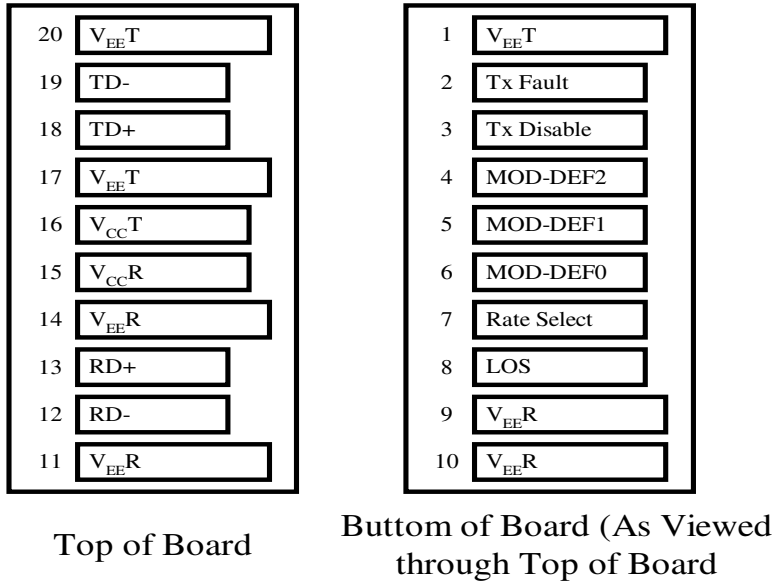 20 VEET
19 TD-
18 TD+
17 VEET
16 VCCT
15 VCCR
14 VEER
13 RD+
12 RD-
11 VEER
Top of Board
1 VEET
2 Tx Fault
3 Tx Disable
4 MOD-DEF2
5 MOD-DEF1
6 MOD-DEF0
7 Rate Select
8 LOS
9 VEER
10 VEER
Buttom of Board (As Viewed
through Top of Board